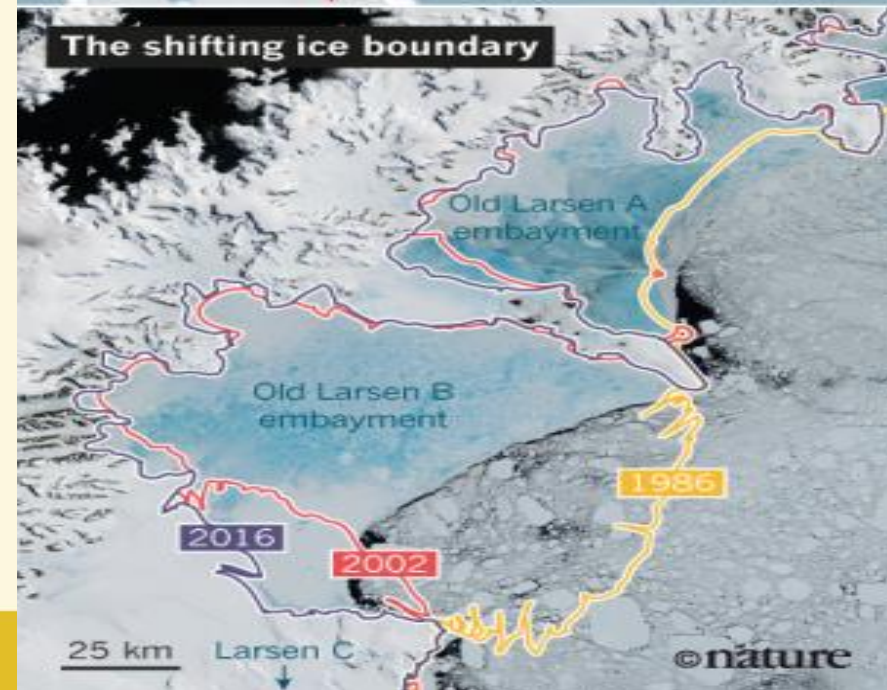 The shifting ice boundary
Old Larsen A
embayment
Old Larsen B
embayment
1986
2016
2002
25 km
Larsen C
©nature